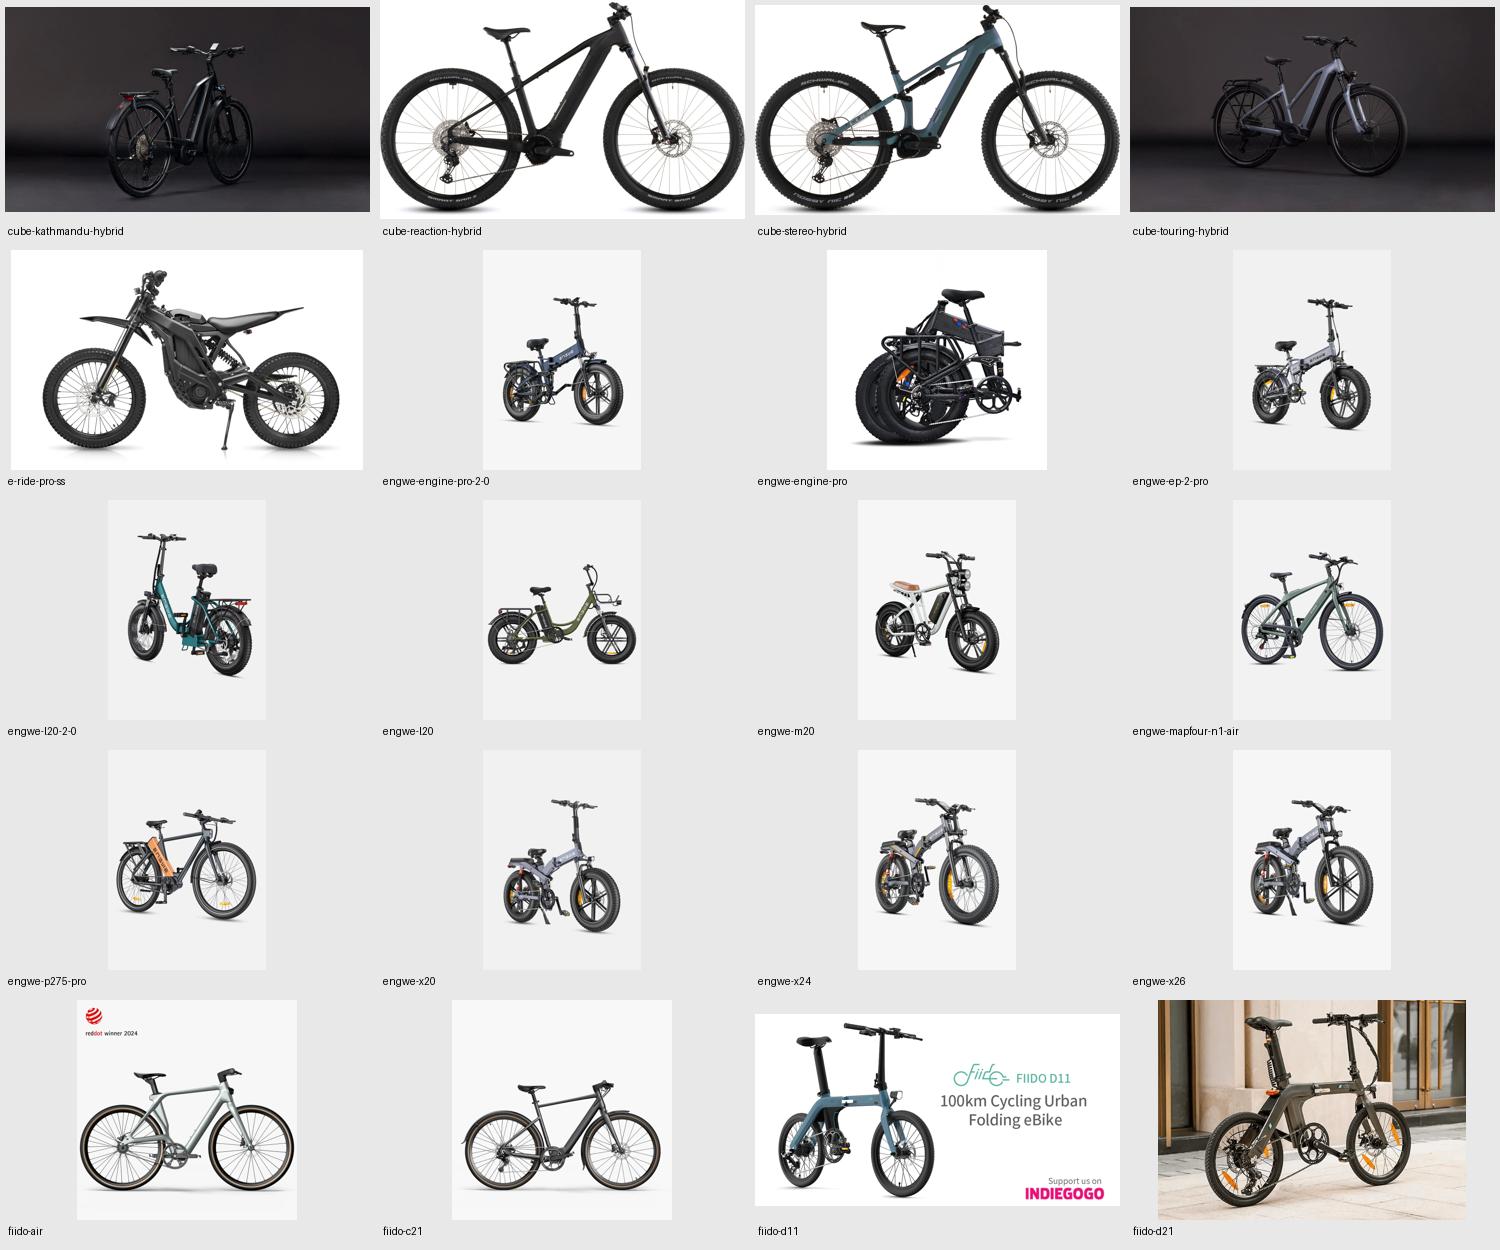 cube-kathmandu-hybrid
cube-reaction-hybrid
cube-stereo-hybrid
cube-touring-hybrid
e-ride-pro-ss
engwe-engine-pro-2-0
engwe-engine-pro
engwe-ep-2-pro
engwe-l20-2-0
engwe-l20
engwe-m20
engwe-mapfour-n1-air
engwe-p275-pro
engwe-x20
engwe-x24
engwe-x26
reddot winner 2024
Fiido FIIDO D11
100km Cycling Urban
Folding eBike
Support us on
INDIEGOGO
fiido-air
fiido-c21
fiido-d11
fiido-d21